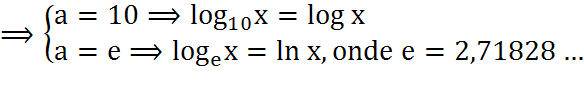 ⟹ { a = 10 ⟹ log₁₀x = log x
a = e ⟹ logₑx = ln x, onde e = 2,71828 ...